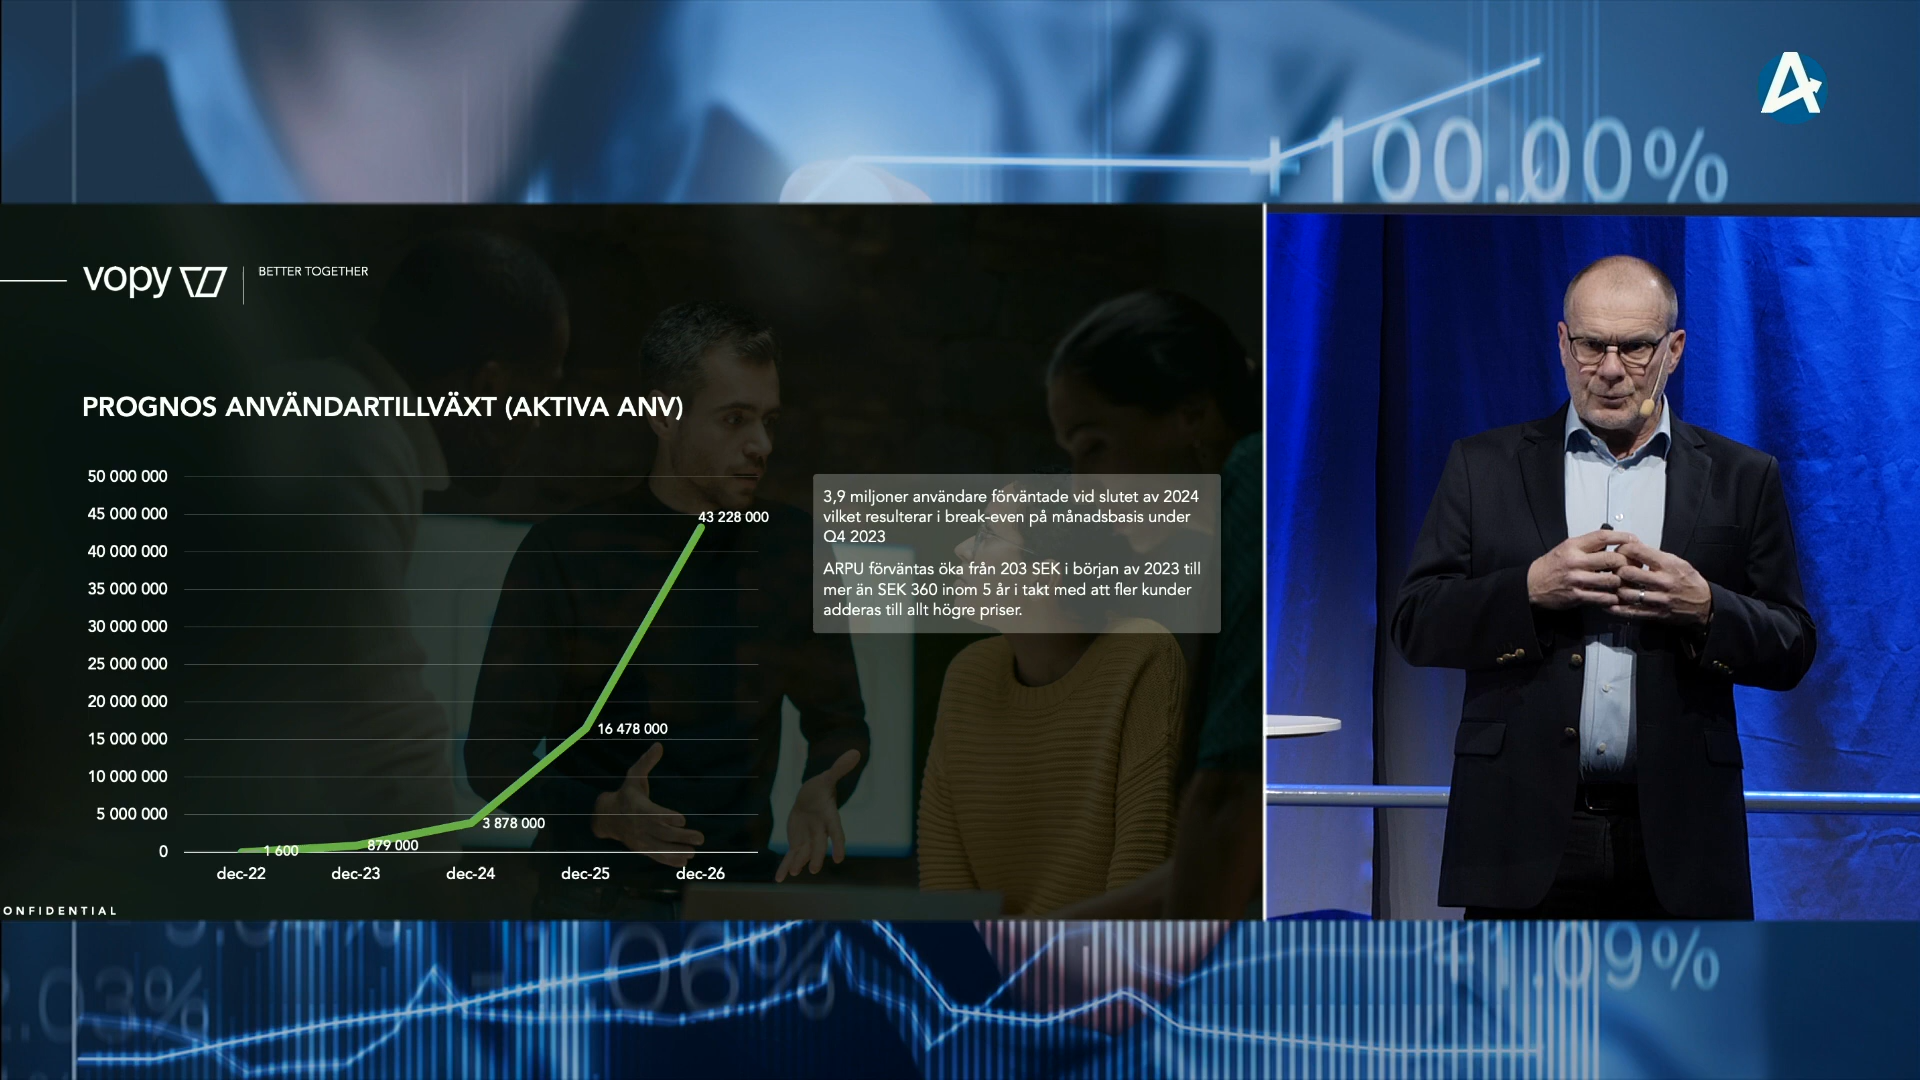 +100.00%
vopy
BETTER TOGETHER
PROGNOS ANVÄNDARTILLVÄXT (AKTIVA ANV)
50 000 000
45 000 000
40 000 000
35 000 000
30 000 000
25 000 000
20 000 000
15 000 000
10 000 000
5 000 000
0
43 228 000
16 478 000
3 878 000
879 000
1 600
dec-22
dec-23
dec-24
dec-25
dec-26
3,9 miljoner användare förväntade vid slutet av 2024
vilket resulterar i break-even på månadsbasis under
Q4 2023
ARPU förväntas öka från 203 SEK i början av 2023 till
mer än SEK 360 inom 5 år i takt med att fler kunder
adderas till allt högre priser.
ONFIDENTIAL